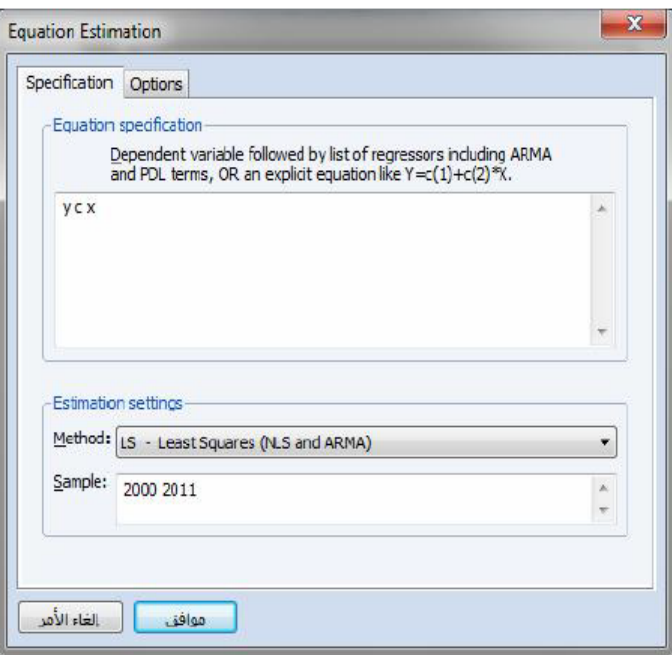 Equation Estimation
Specification
Options
Equation specification
Dependent variable followed by list of regressors including ARMA
and PDL terms, OR an explicit equation like Y=c(1)+c(2)*X.
y c x
Estimation settings
Method:
LS - Least Squares (NLS and ARMA)
Sample:
2000 2011
إلغاء الأمر
موافق